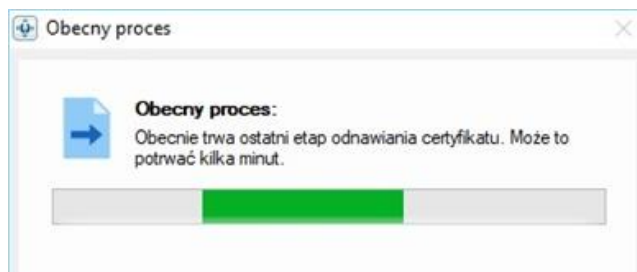 Obecny proces
Obecny proces:
Obecnie trwa ostatni etap odnawiania certyfikatu. Może to
potrwać kilka minut.